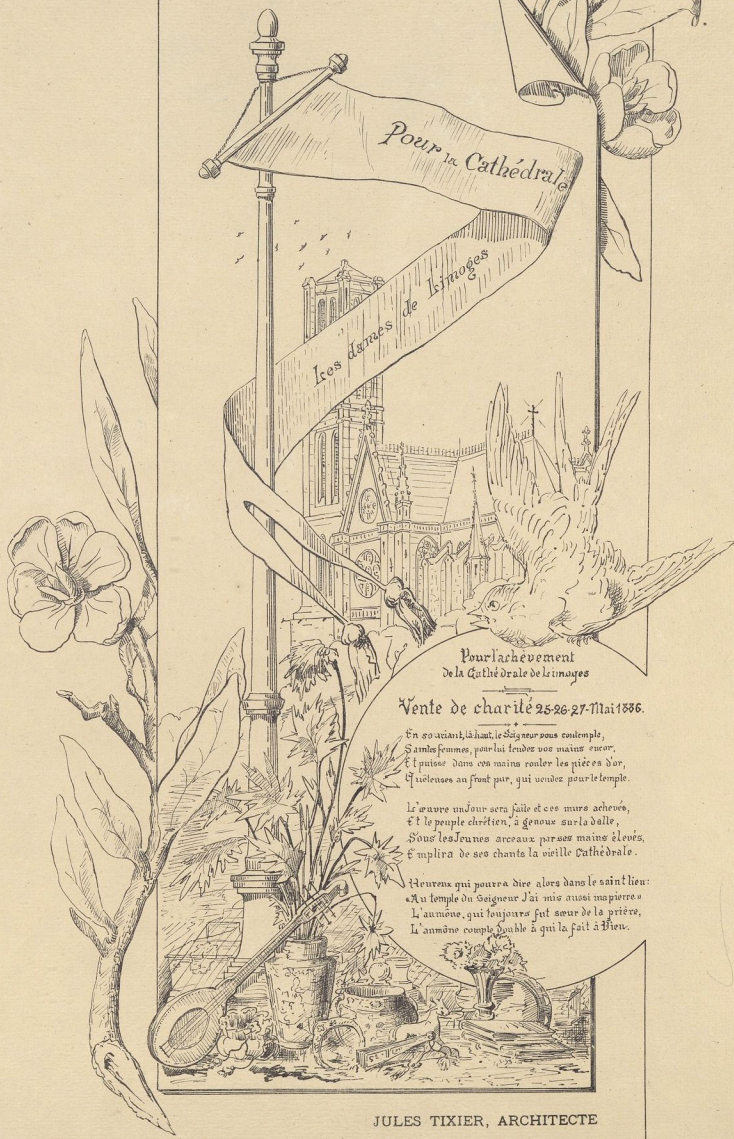 Pour la Cathédrale
Les dames de Limoges
Pour l'achèvement
de la Cathédrale de Limoges
Vente de charité 25-26-27-Mai 1886.
En souriant, là-haut, le Seigneur vous contemple,
Saintes femmes, pour lui tendez vos mains encor,
Et puisse dans ces mains rouler les pièces d'or,
Quêteuses au front pur, qui vendez pour le temple.
L'œuvre un Jour sera faite et ces murs achevés,
Et le peuple chrétien, à genoux sur la dalle,
Sous les Jeunes arceaux par ses mains élevés,
Emplira de ses chants la vieille Cathédrale.
Heureux qui pourra dire alors dans le saint lieu:
«Au temple du Seigneur J'ai mis aussi ma pierre.»
L'aumône, qui toujours fut sœur de la prière,
L'aumône compte double à qui la fait à Dieu.
JULES TIXIER, ARCHITECTE